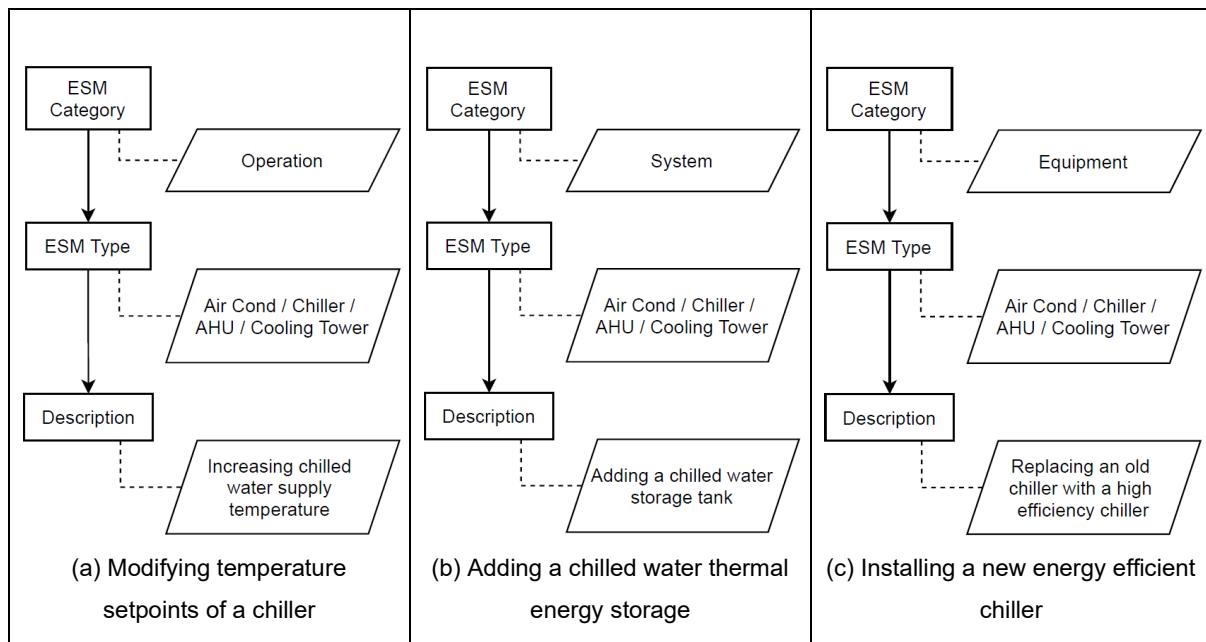 ESM
Category
Operation
ESM Type
Air Cond / Chiller /
AHU / Cooling Tower
Description
Increasing chilled
water supply
temperature
(a) Modifying temperature
setpoints of a chiller
ESM
Category
System
ESM Type
Air Cond / Chiller /
AHU / Cooling Tower
Description
Adding a chilled water
storage tank
(b) Adding a chilled water thermal
energy storage
ESM
Category
Equipment
ESM Type
Air Cond / Chiller /
AHU / Cooling Tower
Description
Replacing an old
chiller with a high
efficiency chiller
(c) Installing a new energy efficient
chiller